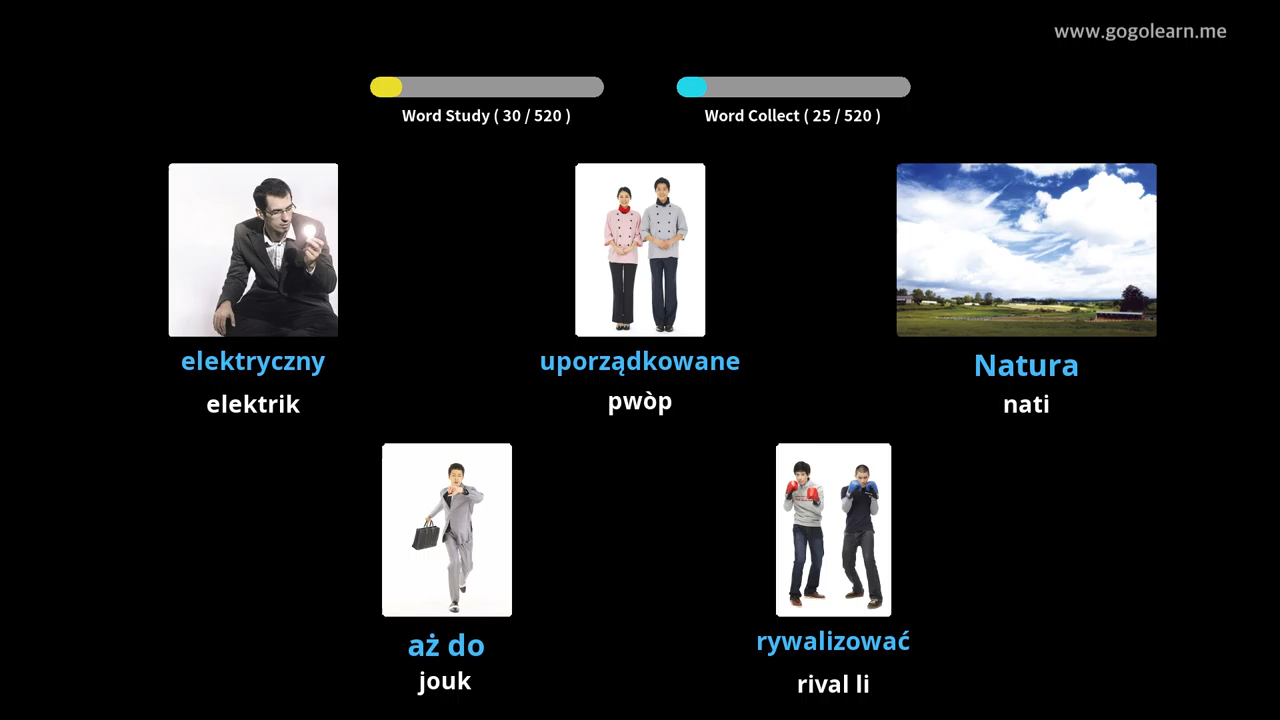 www.gogolearn.me
Word Study ( 30 / 520 )
Word Collect ( 25 / 520 )
elektryczny
elektrik
uporządkowane
pwòp
Natura
nati
aż do
jouk
rywalizować
rival li